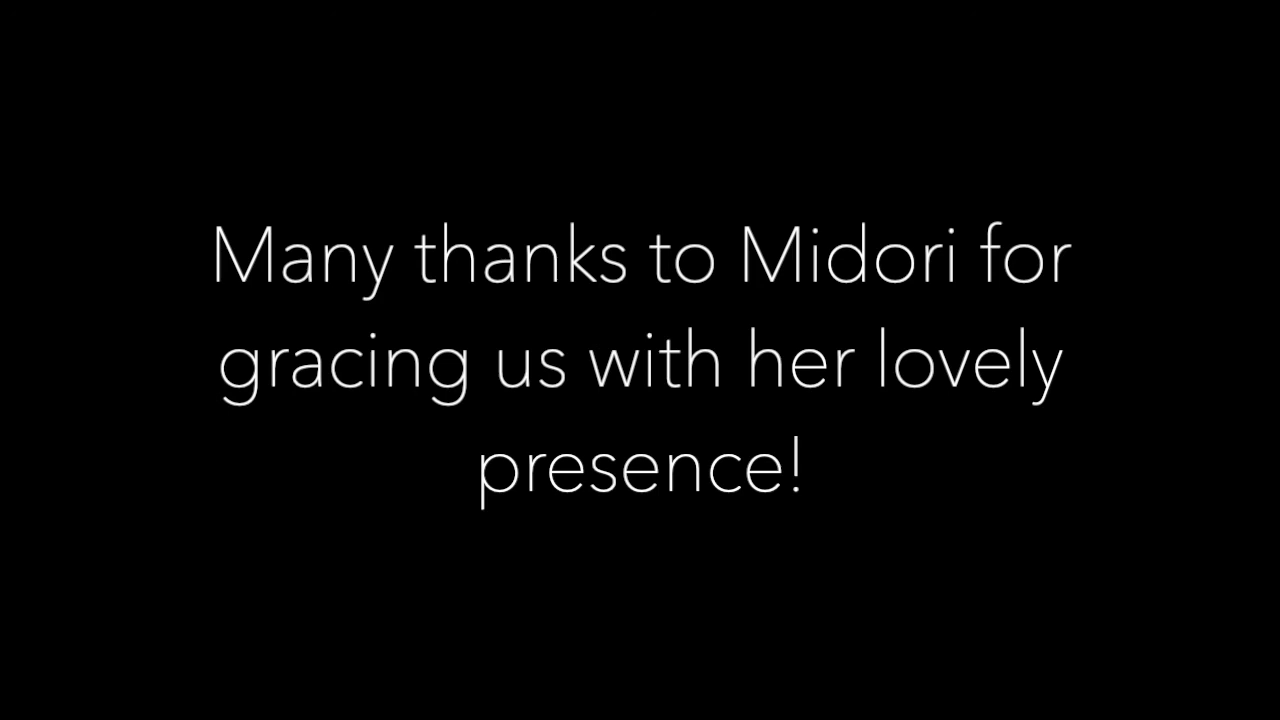 Many thanks to Midori for
gracing us with her lovely
presence!